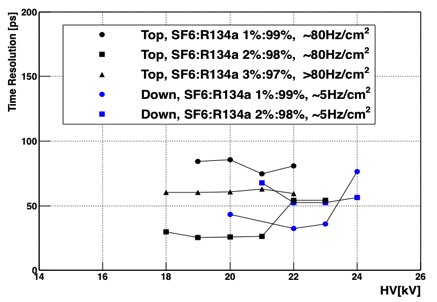 200
150
100
50
0
Time Resolution [ps]
Top, SF6:R134a 1%:99%, ~80Hz/cm2
Top, SF6:R134a 2%:98%, ~80Hz/cm2
Top, SF6:R134a 3%:97%, >80Hz/cm2
Down, SF6:R134a 1%:99%, ~5Hz/cm2
Down, SF6:R134a 2%:98%, ~5Hz/cm2
14 16 18 20 22 24 26
HV[kV]